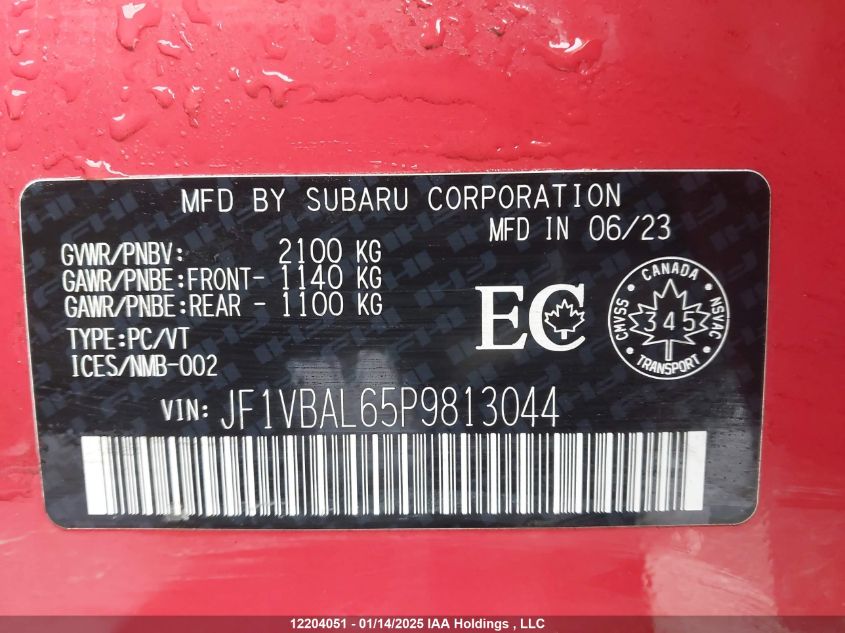 MFD BY SUBARU CORPORATION
MFD IN 06/23
GVWR/PNBV: 2100 KG
GAWR/PNBE:FRONT- 1140 KG
GAWR/PNBE:REAR - 1100 KG
TYPE:PC/VT
ICES/NMB-002
EC
CANADA
CMVSS
345
NSVAC
TRANSPORT
VIN: JF1VBAL65P9813044
12204051 - 01/14/2025 IAA Holdings , LLC